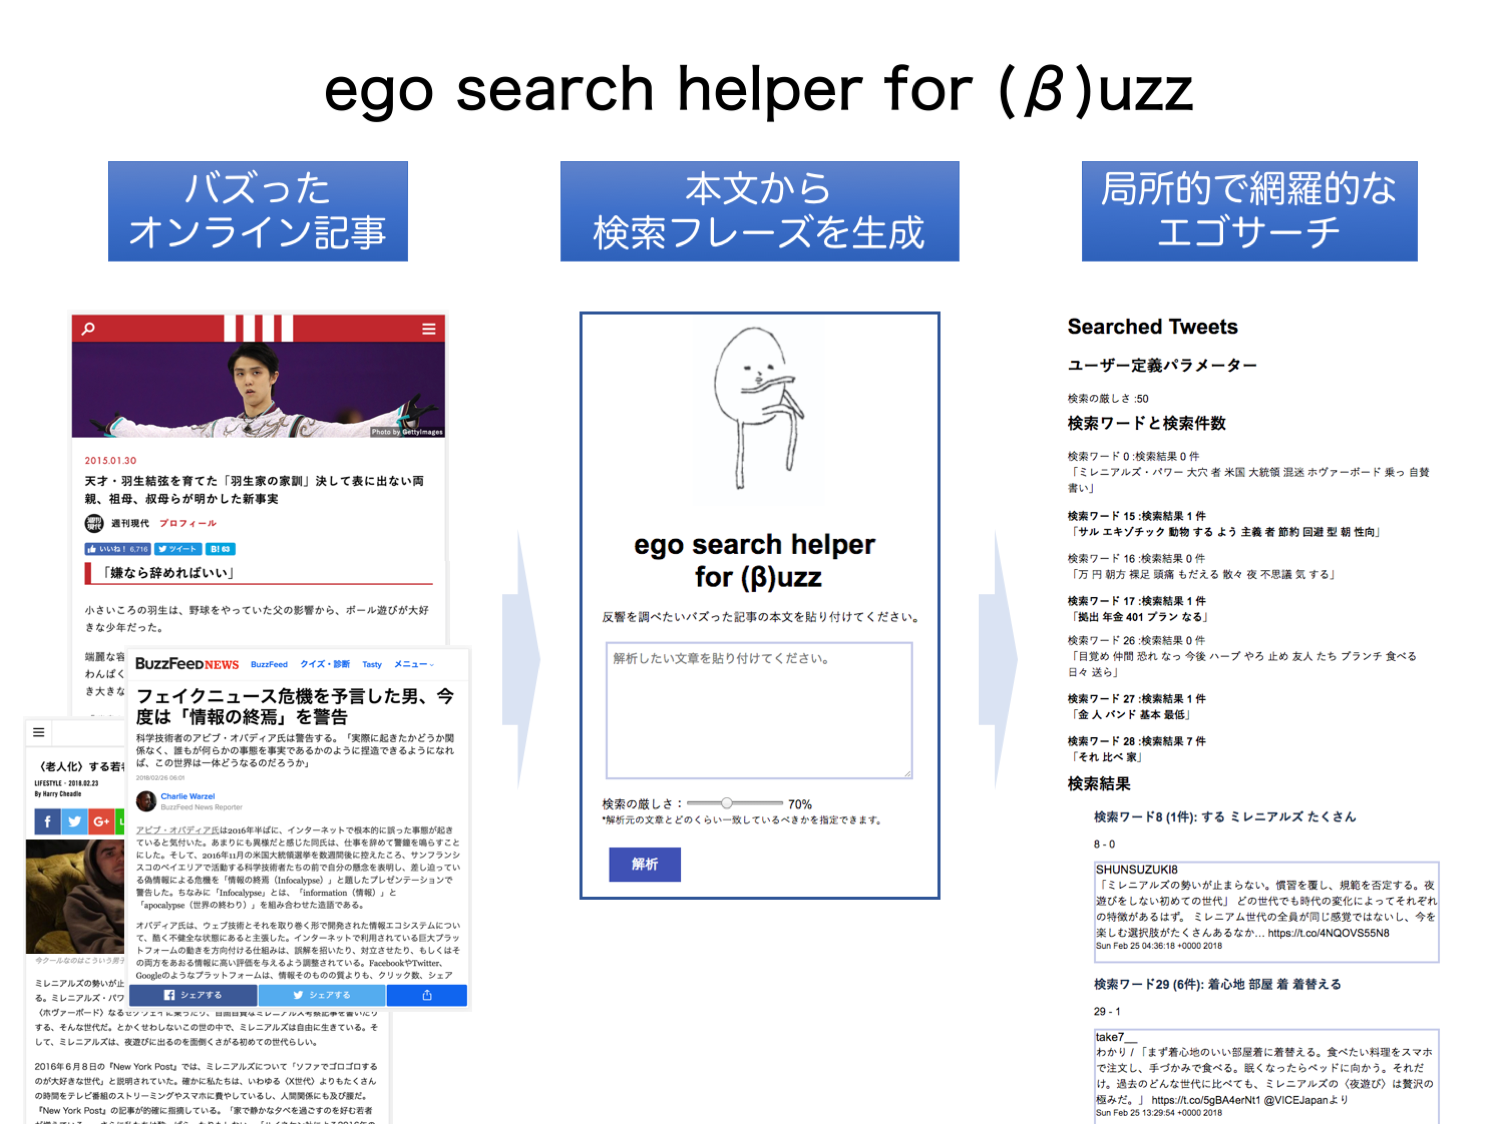 ego search helper for (β)uzz
バズった
オンライン記事
本文から
検索フレーズを生成
局所的で網羅的な
エゴサーチ
Photo by GettyImages
2015.01.30
天才・羽生結弦を育てた「羽生家の家訓」決して表に出ない両
親、祖母、叔母らが明かした新事実
週刊現代 プロフィール
いいね！ 6,716 ツイート B! 63
「嫌なら辞めればいい」
小さいころの羽生は、野球をやっていた父の影響から、ボール遊びが大好
きな少年だった。
端麗な容
わんぱく
き大きな
BuzzFeedNEWS BuzzFeed クイズ・診断 Tasty メニュー
フェイクニュース危機を予言した男、今
度は「情報の終焉」を警告
科学技術者のアビブ・オバディア氏は警告する。「実際に起きたかどうか関
係なく、誰もが何らかの事態を事実であるかのように捏造できるようになれ
ば、この世界は一体どうなるのだろうか」
2018/02/26 06:01
Charlie Warzel
BuzzFeed News Reporter
アビブ・オバディア氏は2016年半ばに、インターネットで根本的に誤った事態が起き
ていると気付いた。あまりにも異様だと感じた同氏は、仕事を辞めて警鐘を鳴らすこと
にした。そして、2016年11月の米国大統領選挙を数週間後に控えたころ、サンフランシ
スコのベイエリアで活動する科学技術者たちの前で自分の懸念を表明し、差し迫ってい
る偽情報による危機を「情報の終焉（Infocalypse）」と題したプレゼンテーションで
警告した。ちなみに「Infocalypse」とは、「information（情報）」と
「apocalypse（世界の終わり）」を組み合わせた造語である。
オバディア氏は、ウェブ技術とそれを取り巻く形で開発された情報エコシステムについ
て、酷く不健全な状態にあると主張した。インターネットで利用されている巨大プラッ
トフォームの動きを方向付ける仕組みは、誤解を招いたり、対立させたり、もしくはそ
の両方をあおる情報に高い評価を与えるよう調整されている。FacebookやTwitter、
Googleのようなプラットフォームは、情報そのものの質よりも、クリック数、シェア
シェアする シェアする
〈老人化〉する若
LIFESTYLE - 2018.02.23
By Harry Cheadle
f G+ L
今クールなのはこういう男子
ミレニアルズの勢いが止
る。ミレニアルズ・パワ
〈ホヴァーボード〉なるセグウェイに乗ったり、自画自賛なミレニアルズ考察記事を書いたり
する、そんな世代だ。とかくせわしないこの世の中で、ミレニアルズは自由に生きている。そ
して、ミレニアルズは、夜遊びに出るのを面倒くさがる初めての世代らしい。
2016年6月8日の『New York Post』では、ミレニアルズについて「ソファでゴロゴロする
のが大好きな世代」と説明されていた。確かに私たちは、いわゆる〈X世代〉よりもたくさん
の時間をテレビ番組のストリーミングやスマホに費やしているし、人間関係にも及び腰だ。
『New York Post』の記事が的確に指摘している。「家で静かな夕べを過ごすのを好む若者
ego search helper
for (β)uzz
反響を調べたいバズった記事の本文を貼り付けてください。
解析したい文章を貼り付けてください。
検索の厳しさ： 70%
*解析元の文章とどのくらい一致しているべきかを指定できます。
解析
Searched Tweets
ユーザー定義パラメーター
検索の厳しさ :50
検索ワードと検索件数
検索ワード 0 :検索結果 0 件
「ミレニアルズ・パワー 大穴 者 米国 大統領 混迷 ホヴァーボード 乗っ 自賛
書い」
検索ワード 15 :検索結果 1 件
「サル エキゾチック 動物 する よう 主義 者 節約 回避 型 朝 性向」
検索ワード 16 :検索結果 0 件
「万 円 朝方 裸足 頭痛 もだえる 散々 夜 不思議 気 する」
検索ワード 17 :検索結果 1 件
「拠出 年金 401 プラン なる」
検索ワード 26 :検索結果 0 件
「目覚め 仲間 恐れ なっ 今後 ハーブ やろ 止め 友人 たち ブランチ 食べる
日々 送ら」
検索ワード 27 :検索結果 1 件
「金 人 バンド 基本 最低」
検索ワード 28 :検索結果 7 件
「それ 比べ 家」
検索結果
検索ワード8 (1件): する ミレニアルズ たくさん
8 - 0
SHUNSUZUKI8
「ミレニアルズの勢いが止まらない。慣習を覆し、規範を否定する。夜
遊びをしない初めての世代」 どの世代でも時代の変化によってそれぞれ
の特徴があるはず。 ミレニアム世代の全員が同じ感覚ではないし、今を
楽しむ選択肢がたくさんあるなか… https://t.co/4NQOVS55N8
Sun Feb 25 04:36:18 +0000 2018
検索ワード29 (6件): 着心地 部屋 着 着替える
29 - 1
take7__
わかり / 「まず着心地のいい部屋着に着替える。食べたい料理をスマホ
で注文し、手づかみで食べる。眠くなったらベッドに向かう。それだ
け。過去のどんな世代に比べても、ミレニアルズの〈夜遊び〉は贅沢の
極みだ。」 https://t.co/5gBA4erNt1 @VICEJapanより
Sun Feb 25 13:29:54 +0000 2018